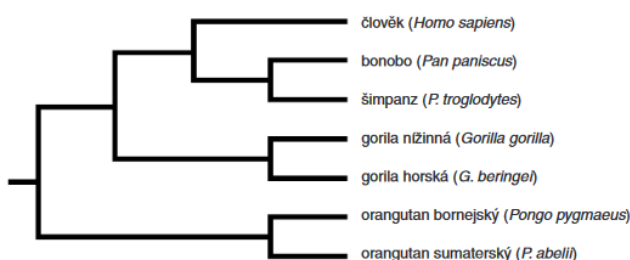 člověk (Homo sapiens)
bonobo (Pan paniscus)
šimpanz (P. troglodytes)
gorila nížinná (Gorilla gorilla)
gorila horská (G. beringei)
orangutan bornejský (Pongo pygmaeus)
orangutan sumaterský (P. abelii)